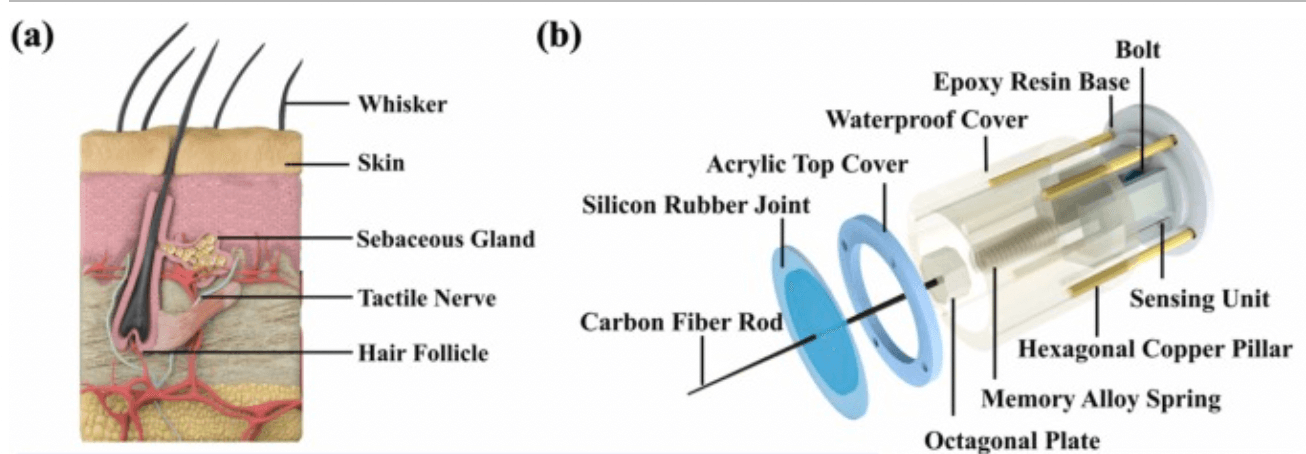 (a)
Whisker
Skin
Sebaceous Gland
Tactile Nerve
Hair Follicle
(b)
Bolt
Epoxy Resin Base
Waterproof Cover
Acrylic Top Cover
Silicon Rubber Joint
Carbon Fiber Rod
Sensing Unit
Hexagonal Copper Pillar
Memory Alloy Spring
Octagonal Plate